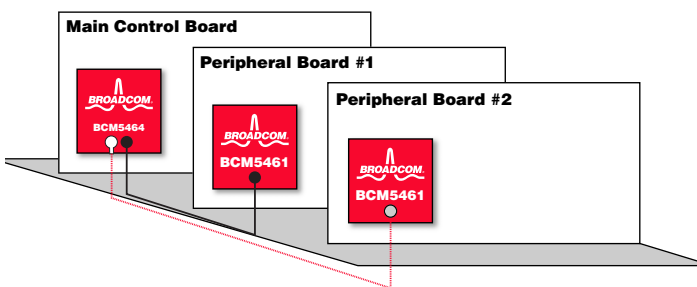 Main Control Board
BROADCOM.
BCM5464
Peripheral Board #1
BROADCOM.
BCM5461
Peripheral Board #2
BROADCOM.
BCM5461